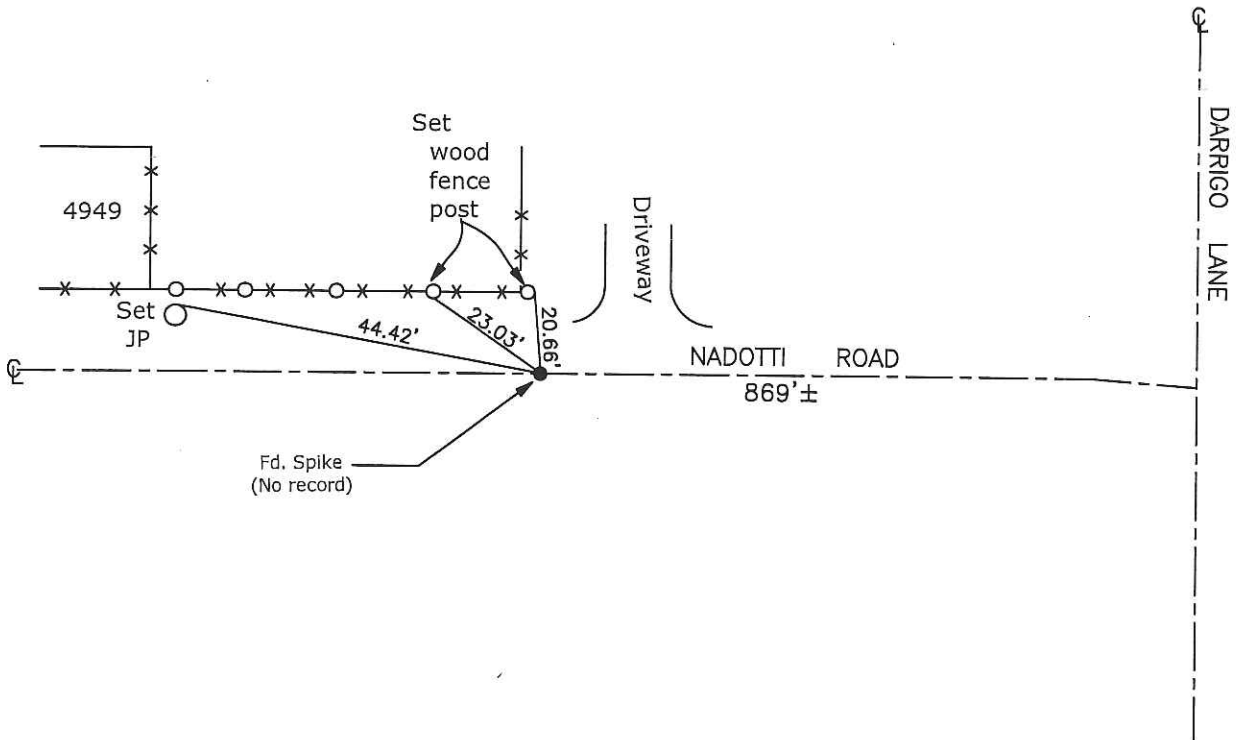 ℄
DARRIGO LANE
Set
wood
fence
post
4949
Driveway
Set
JP
44.42'
23.03'
20.66'
NADOTTI ROAD
℄
869'±
Fd. Spike
(No record)